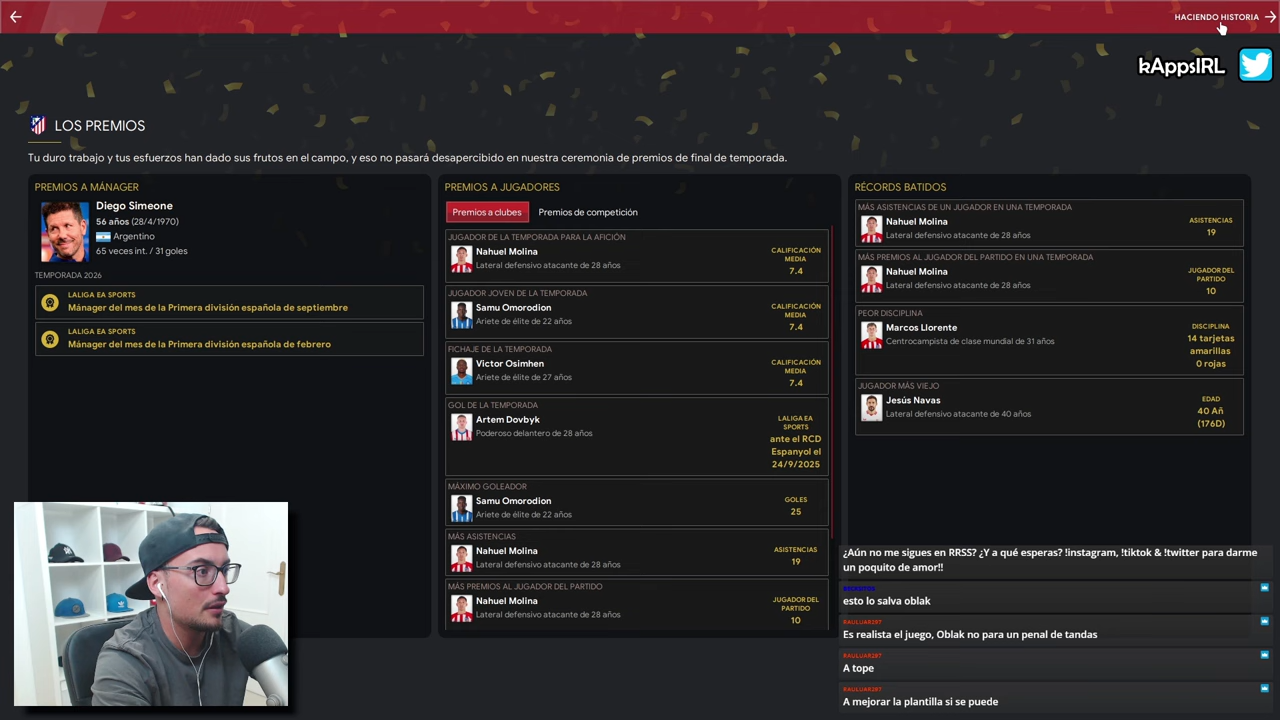 HACIENDO HISTORIA
kAppsIRL
LOS PREMIOS
Tu duro trabajo y tus esfuerzos han dado sus frutos en el campo, y eso no pasará desapercibido en nuestra ceremonia de premios de final de temporada.
PREMIOS A MÁNAGER
Diego Simeone
56 años (28/4/1970)
Argentino
65 veces int. / 31 goles
TEMPORADA 2026
LALIGA EA SPORTS
Mánager del mes de la Primera división española de septiembre
LALIGA EA SPORTS
Mánager del mes de la Primera división española de febrero
PREMIOS A JUGADORES
Premios a clubes
Premios de competición
JUGADOR DE LA TEMPORADA PARA LA AFICIÓN
Nahuel Molina
Lateral defensivo atacante de 28 años
CALIFICACIÓN
MEDIA
7.4
JUGADOR JOVEN DE LA TEMPORADA
Samu Omorodion
Ariete de élite de 22 años
CALIFICACIÓN
MEDIA
7.4
FICHAJE DE LA TEMPORADA
Victor Osimhen
Ariete de élite de 27 años
CALIFICACIÓN
MEDIA
7.4
GOL DE LA TEMPORADA
Artem Dovbyk
Poderoso delantero de 28 años
LALIGA EA
SPORTS
ante el RCD
Espanyol el
24/9/2025
MÁXIMO GOLEADOR
Samu Omorodion
Ariete de élite de 22 años
GOLES
25
MÁS ASISTENCIAS
Nahuel Molina
Lateral defensivo atacante de 28 años
ASISTENCIAS
19
MÁS PREMIOS AL JUGADOR DEL PARTIDO
Nahuel Molina
Lateral defensivo atacante de 28 años
JUGADOR DEL
PARTIDO
10
RÉCORDS BATIDOS
MÁS ASISTENCIAS DE UN JUGADOR EN UNA TEMPORADA
Nahuel Molina
Lateral defensivo atacante de 28 años
ASISTENCIAS
19
MÁS PREMIOS AL JUGADOR DEL PARTIDO EN UNA TEMPORADA
Nahuel Molina
Lateral defensivo atacante de 28 años
JUGADOR DEL
PARTIDO
10
PEOR DISCIPLINA
Marcos Llorente
Centrocampista de clase mundial de 31 años
DISCIPLINA
14 tarjetas
amarillas
0 rojas
JUGADOR MÁS VIEJO
Jesús Navas
Lateral defensivo atacante de 40 años
EDAD
40 Añ
(176D)
¿Aún no me sigues en RRSS? ¿Y a qué esperas? !instagram, !tiktok & !twitter para darme
un poquito de amor!!
esto lo salva oblak
RAULUAR287
Es realista el juego, Oblak no para un penal de tandas
RAULUAR287
A tope
RAULUAR287
A mejorar la plantilla si se puede